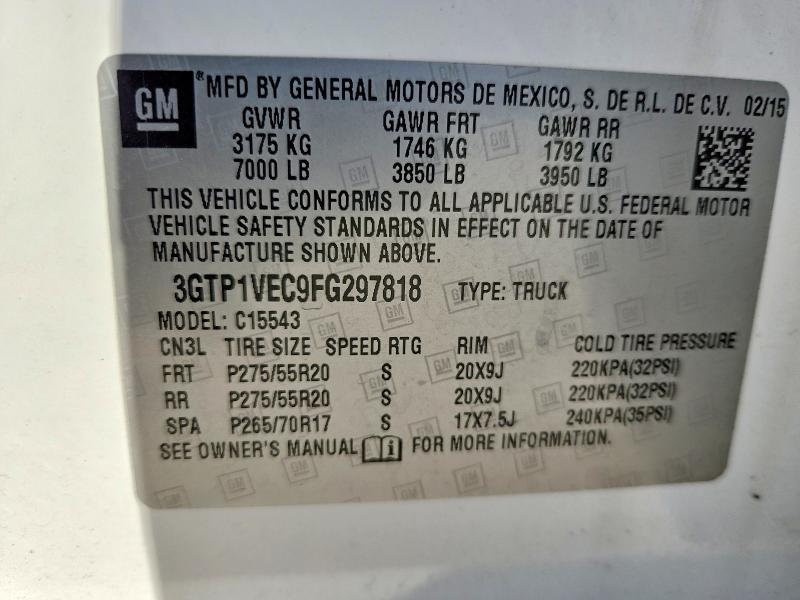 GM ® MFD BY GENERAL MOTORS DE MEXICO, S. DE R.L. DE C.V. 02/15
GVWR GAWR FRT GAWR RR
3175 KG 1746 KG 1792 KG
7000 LB 3850 LB 3950 LB
THIS VEHICLE CONFORMS TO ALL APPLICABLE U.S. FEDERAL MOTOR
VEHICLE SAFETY STANDARDS IN EFFECT ON THE DATE OF
MANUFACTURE SHOWN ABOVE.
3GTP1VEC9FG297818 TYPE: TRUCK
MODEL: C15543
CN3L TIRE SIZE SPEED RTG RIM COLD TIRE PRESSURE
FRT P275/55R20 S 20X9J 220KPA(32PSI)
RR P275/55R20 S 20X9J 220KPA(32PSI)
SPA P265/70R17 S 17X7.5J 240KPA(35PSI)
SEE OWNER'S MANUAL i FOR MORE INFORMATION.